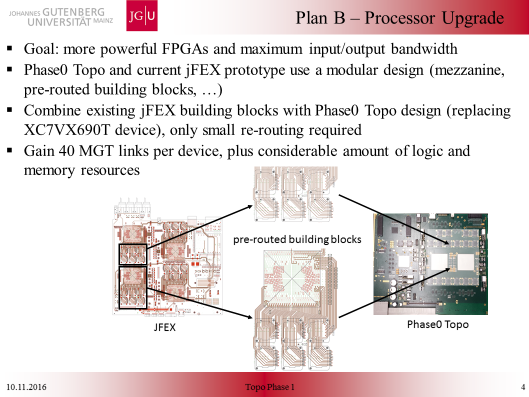 JOHANNES GUTENBERG
UNIVERSITÄT MAINZ
JG|U
Plan B – Processor Upgrade
▪ Goal: more powerful FPGAs and maximum input/output bandwidth
▪ Phase0 Topo and current jFEX prototype use a modular design (mezzanine,
pre-routed building blocks, …)
▪ Combine existing jFEX building blocks with Phase0 Topo design (replacing
XC7VX690T device), only small re-routing required
▪ Gain 40 MGT links per device, plus considerable amount of logic and
memory resources
pre-routed building blocks
JFEX
Phase0 Topo
10.11.2016
Topo Phase I
4